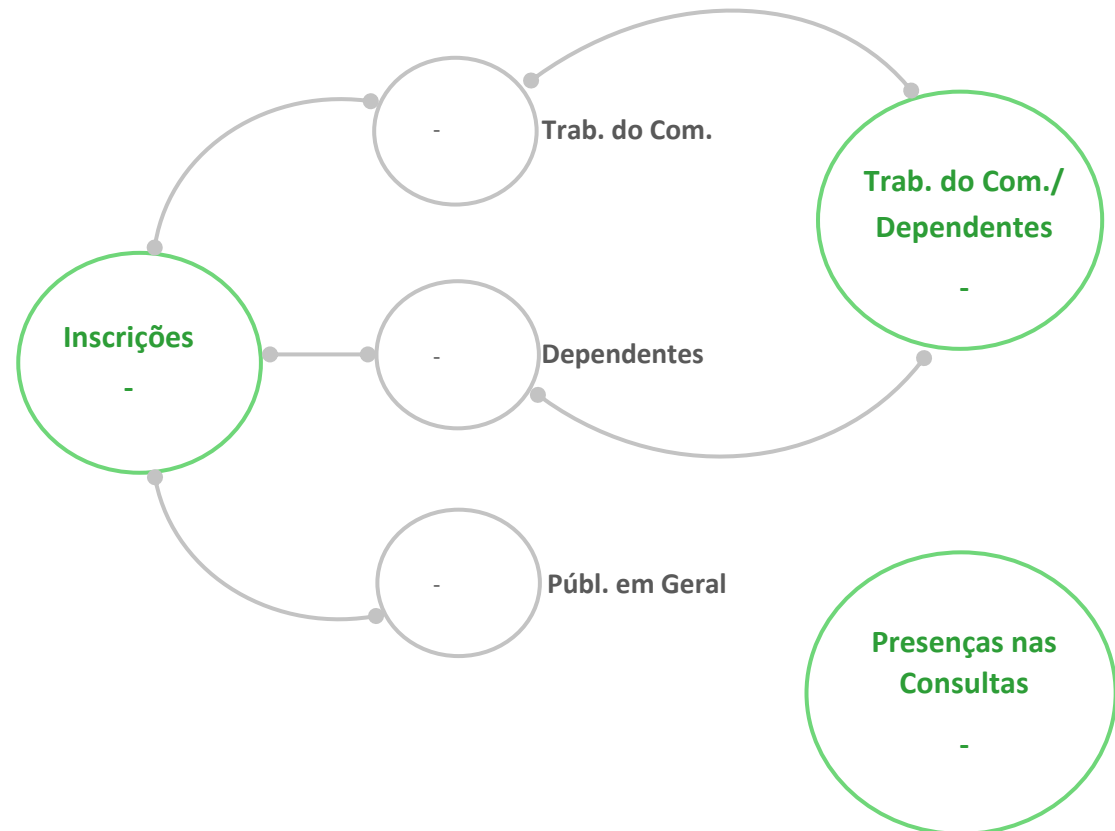 -
Trab. do Com.
Trab. do Com./
Dependentes
-
Inscrições
-
-
Dependentes
-
Públ. em Geral
Presenças nas
Consultas
-